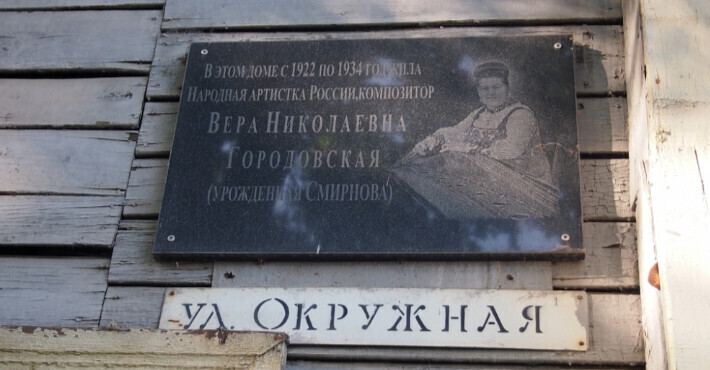 В ЭТОМ ДОМЕ С 1922 ПО 1934 ГОД ЖИЛА
НАРОДНАЯ АРТИСТКА РОССИИ, КОМПОЗИТОР
ВЕРА НИКОЛАЕВНА
ГОРОДОВСКАЯ
(УРОЖДЕННАЯ СМИРНОВА)
УЛ. ОКРУЖНАЯ